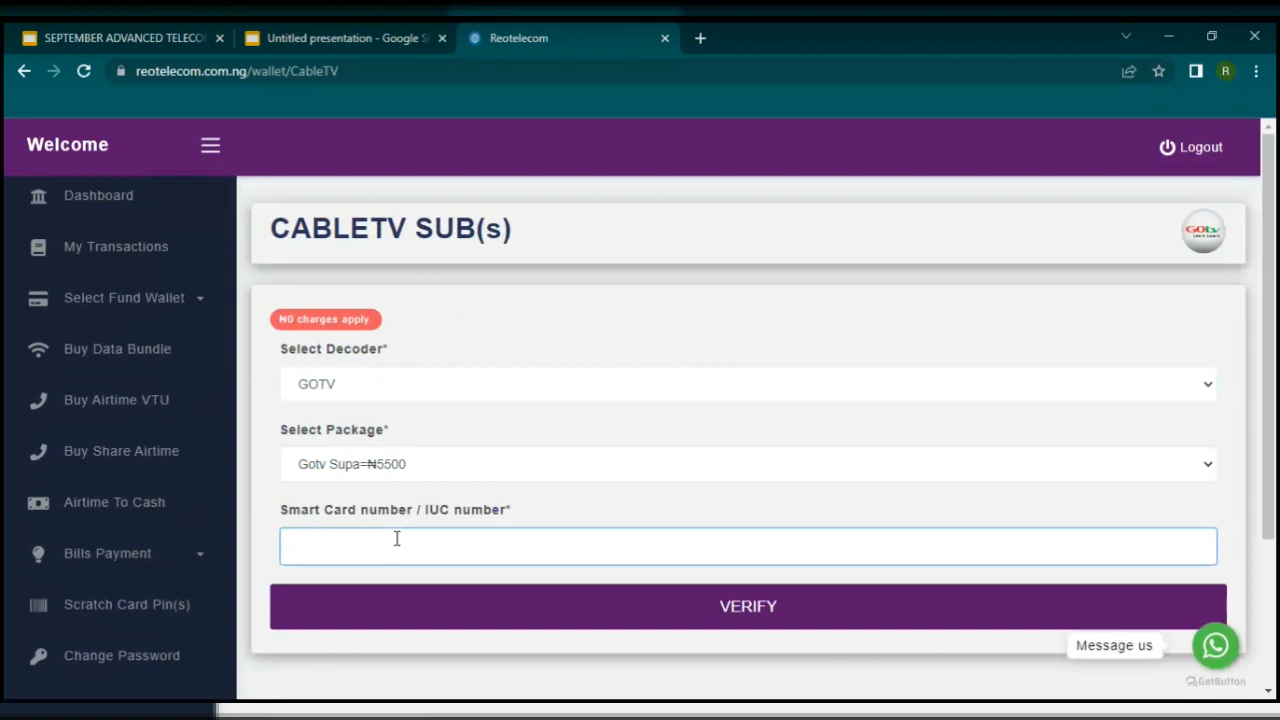 SEPTEMBER ADVANCED TELECO
Untitled presentation - Google S
Reotelecom
reotelecom.com.ng/wallet/CableTV
R
Welcome
Logout
Dashboard
My Transactions
Select Fund Wallet
Buy Data Bundle
Buy Airtime VTU
Buy Share Airtime
Airtime To Cash
Bills Payment
Scratch Card Pin(s)
Change Password
CABLETV SUB(s)
GOtv
₦0 charges apply.
Select Decoder*
GOTV
Select Package*
Gotv Supa=₦5500
Smart Card number / IUC number*
VERIFY
Message us
GetButton